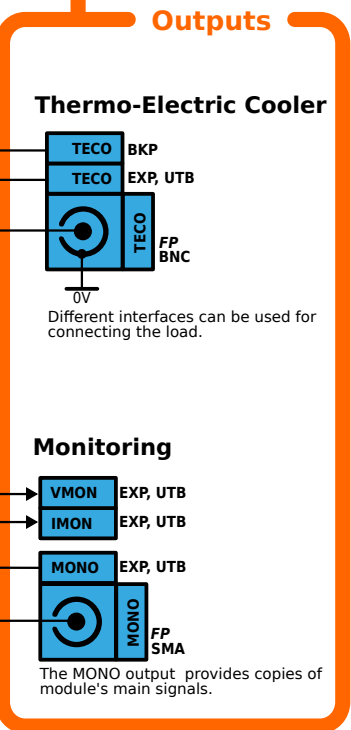 Outputs
Thermo-Electric Cooler
TECO BKP
TECO EXP, UTB
TECO
FP
BNC
0V
Different interfaces can be used for
connecting the load.
Monitoring
VMON EXP, UTB
IMON EXP, UTB
MONO EXP, UTB
MONO
FP
SMA
The MONO output  provides copies of
module's main signals.